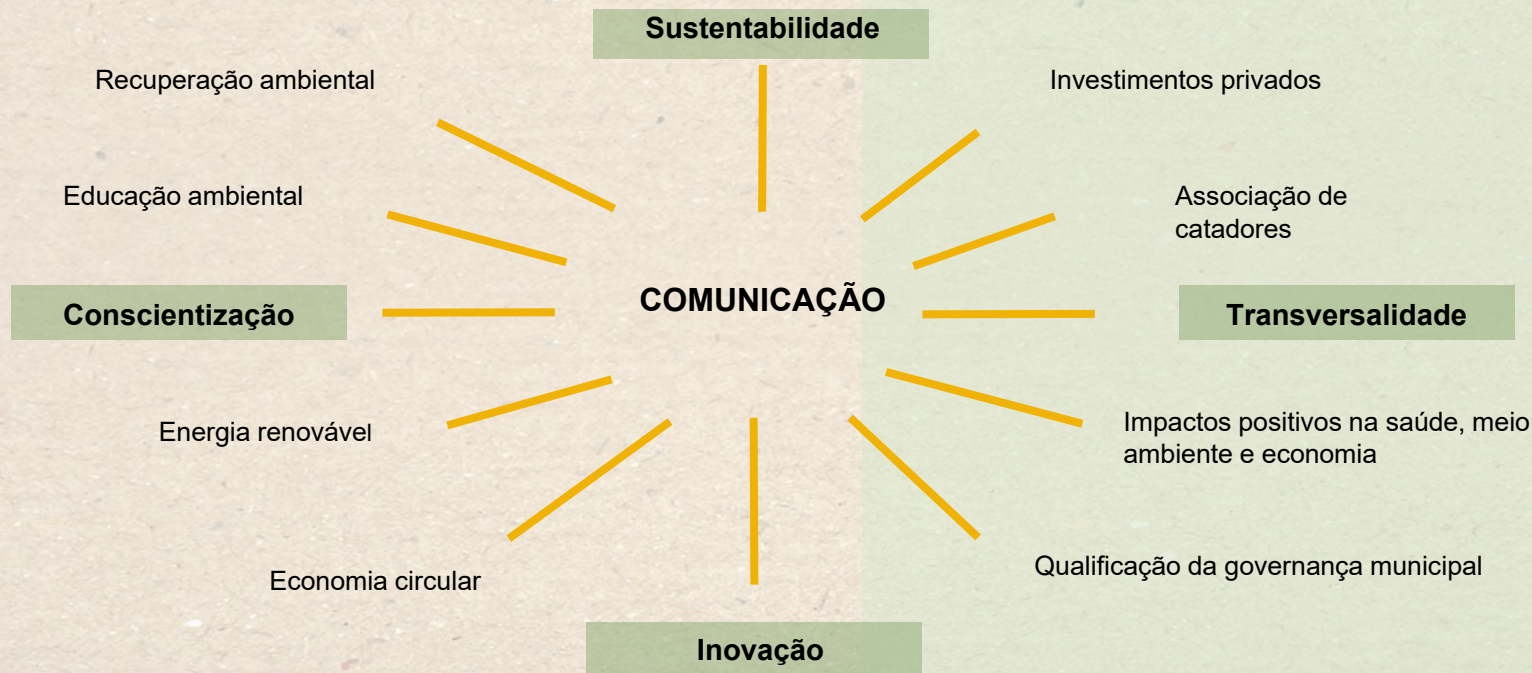 Sustentabilidade
Recuperação ambiental
Investimentos privados
Educação ambiental
Associação de
catadores
COMUNICAÇÃO
Conscientização
Transversalidade
Energia renovável
Impactos positivos na saúde, meio
ambiente e economia
Economia circular
Qualificação da governança municipal
Inovação